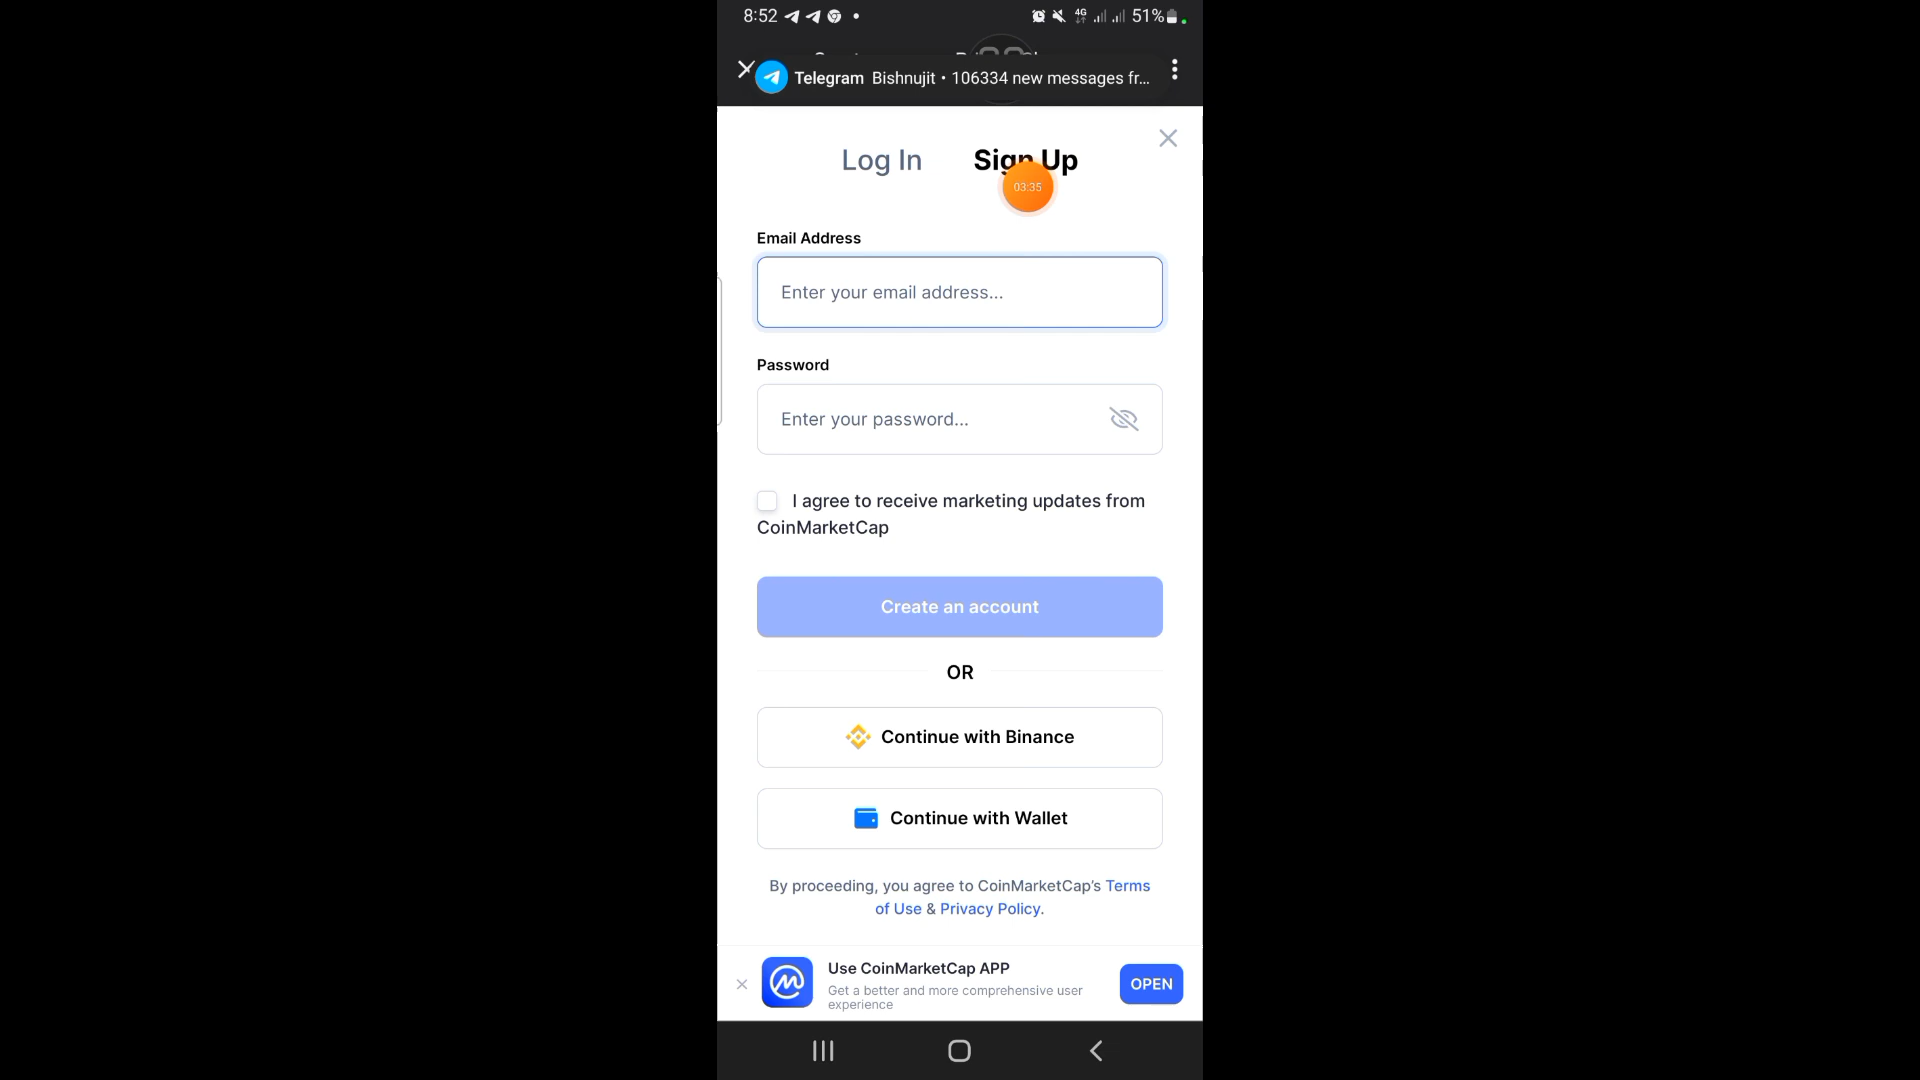 8:52
4G
51%
Telegram Bishnujit • 106334 new messages fr...
Log In
Sign Up
03:35
Email Address
Enter your email address...
Password
Enter your password...
I agree to receive marketing updates from
CoinMarketCap
Create an account
OR
Continue with Binance
Continue with Wallet
By proceeding, you agree to CoinMarketCap's Terms
of Use & Privacy Policy.
Use CoinMarketCap APP
Get a better and more comprehensive user
experience
OPEN